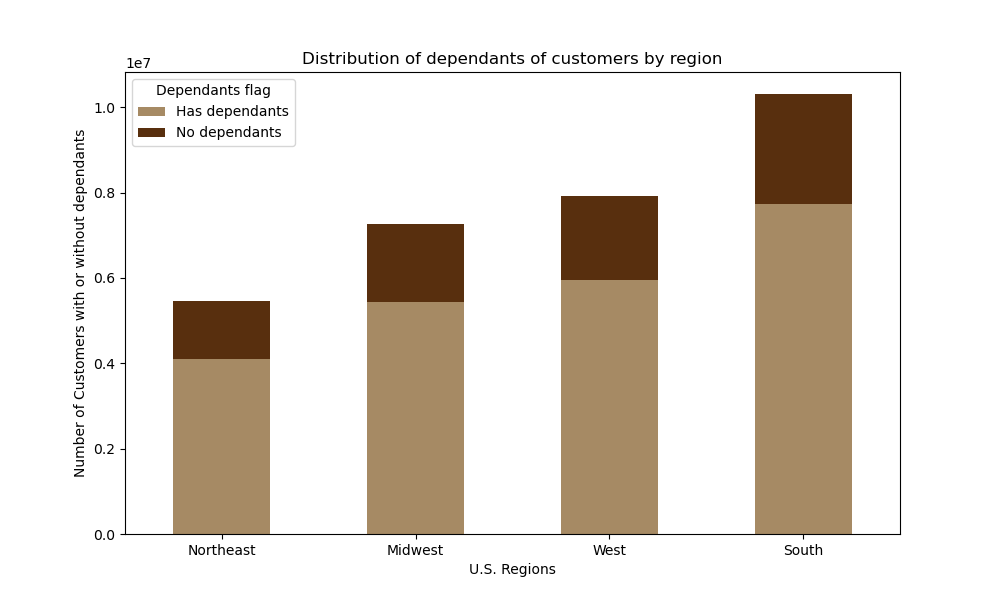 Distribution of dependants of customers by region
1e7
Dependants flag
Has dependants
No dependants
Number of Customers with or without dependants
1.0
0.8
0.6
0.4
0.2
0.0
Northeast
Midwest
West
South
U.S. Regions